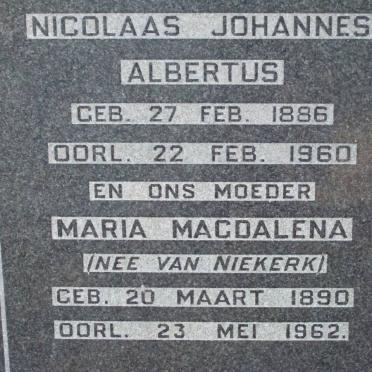 NICOLAAS JOHANNES
ALBERTUS
GEB. 27 FEB. 1886
OORL. 22 FEB. 1960
EN ONS MOEDER
MARIA MAGDALENA
(NEE VAN NIEKERK)
GEB. 20 MAART 1890
OORL. 23 MEI 1962.